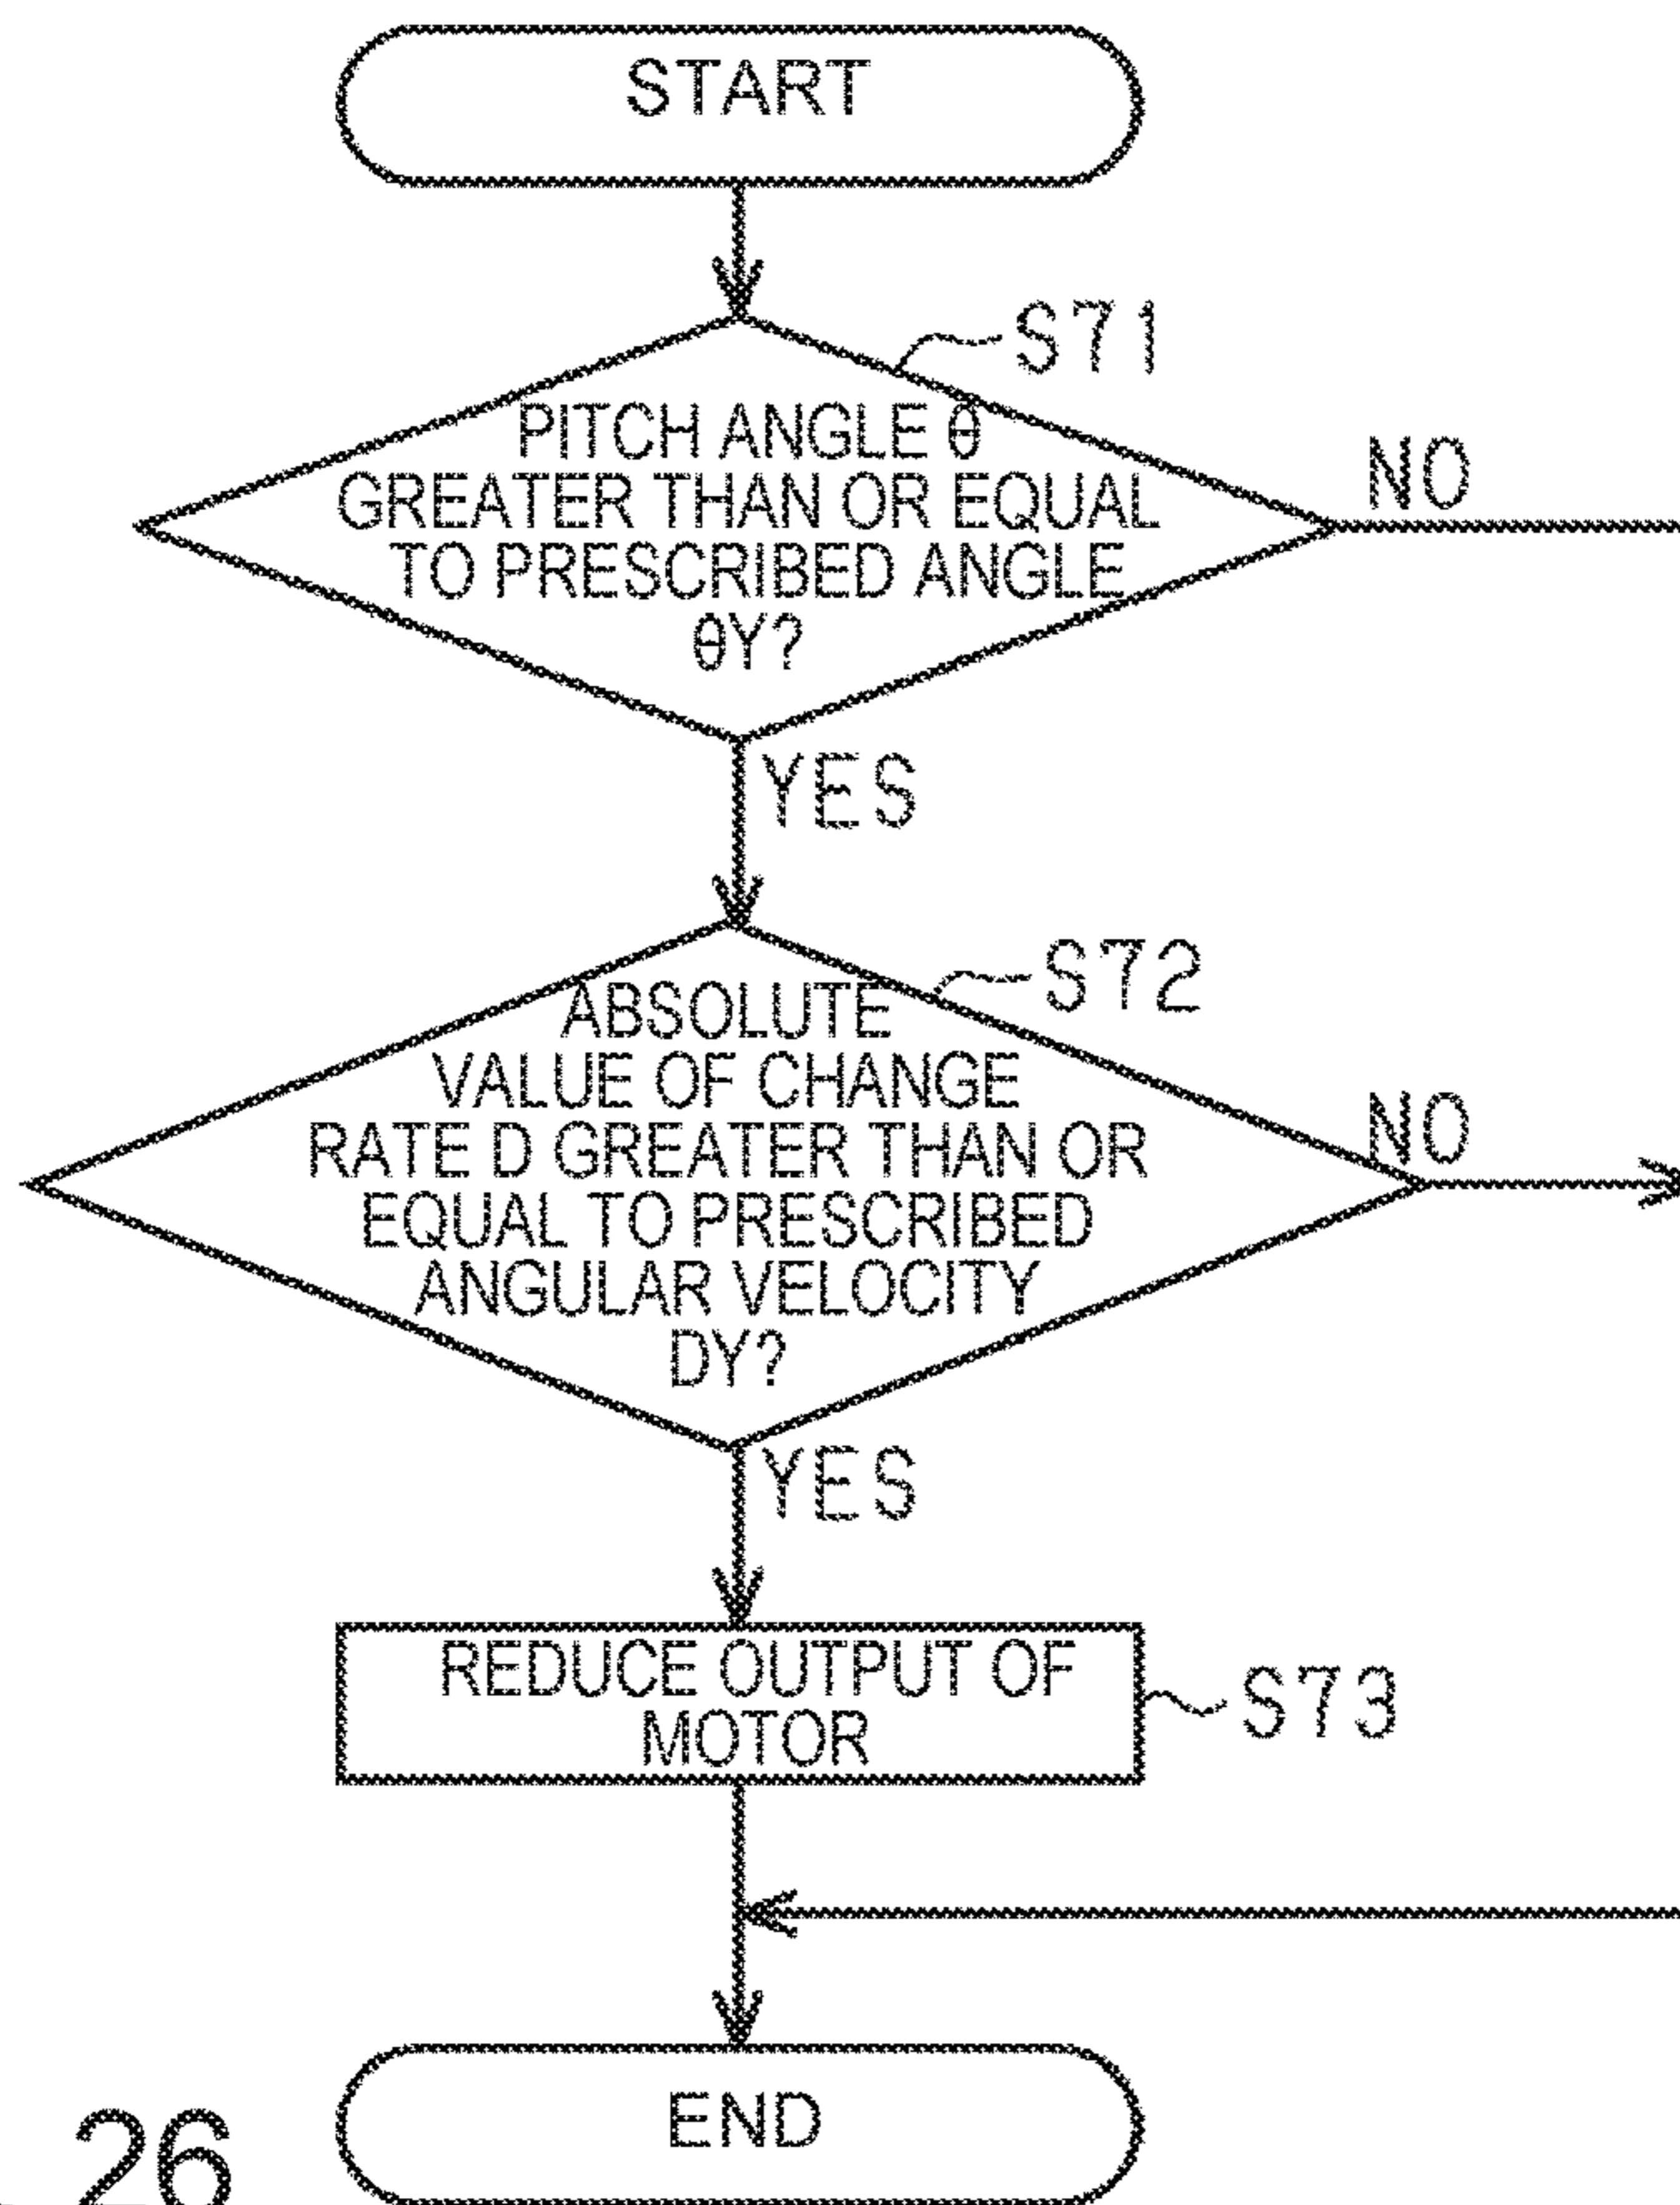 START
S71
PITCH ANGLE θ
GREATER THAN OR EQUAL
TO PRESCRIBED ANGLE
θY?
NO
YES
S72
ABSOLUTE
VALUE OF CHANGE
RATE D GREATER THAN OR
EQUAL TO PRESCRIBED
ANGULAR VELOCITY
DY?
NO
YES
REDUCE OUTPUT OF
MOTOR
S73
END
26